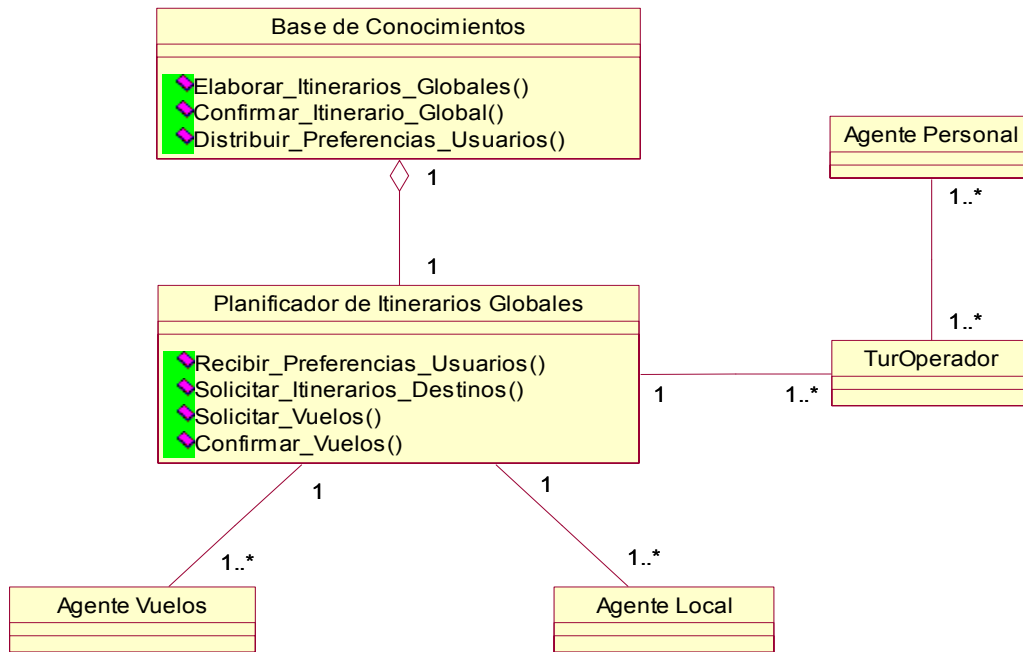 Base de Conocimientos
Elaborar_Itinerarios_Globales()
Confirmar_Itinerario_Global()
Distribuir_Preferencias_Usuarios()
1
Agente Personal
1..*
1
1..*
Planificador de Itinerarios Globales
Recibir_Preferencias_Usuarios()
Solicitar_Itinerarios_Destinos()
Solicitar_Vuelos()
Confirmar_Vuelos()
TurOperador
1
1..*
1
1
1..*
1..*
Agente Vuelos
Agente Local